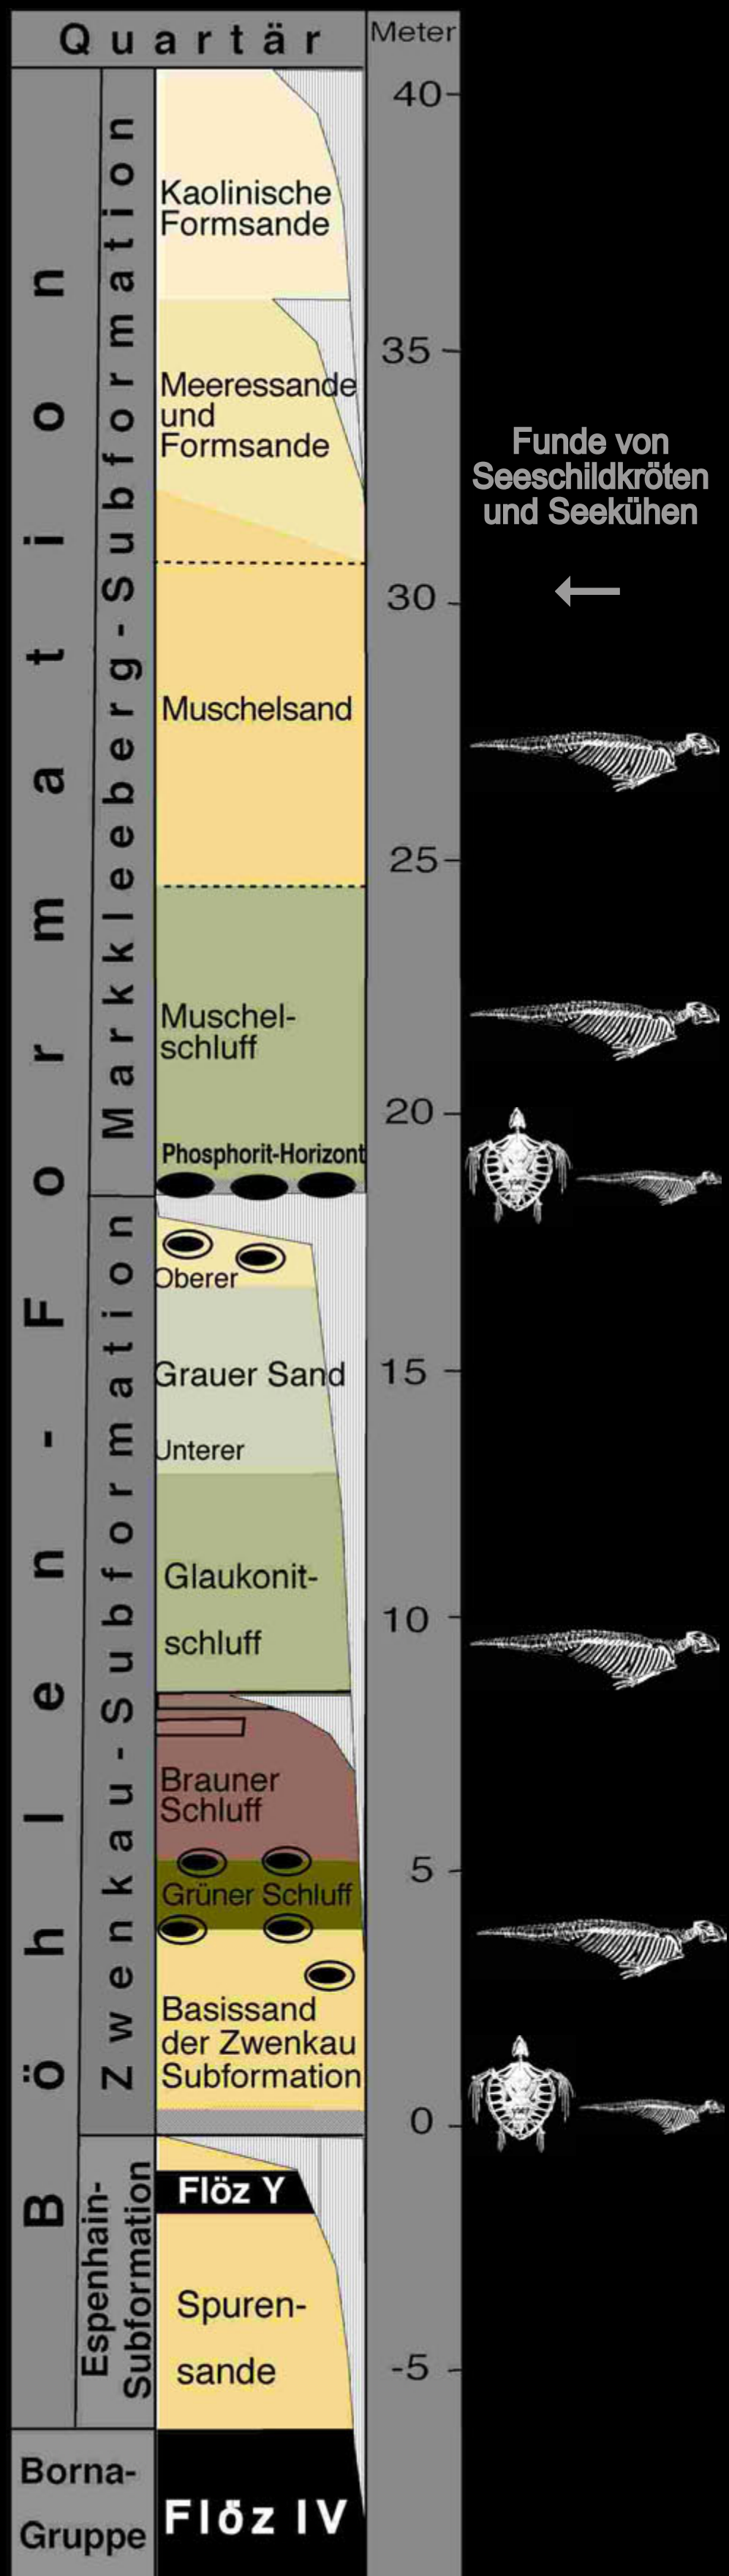 Quartär
Meter
Böhlen-Formation
Markkleeberg-Subformation
Zwenkau-Subformation
Espenhain-
Subformation
Borna-
Gruppe
Kaolinische
Formsande
Meeressande
und
Formsande
Muschelsand
Muschel-
schluff
Phosphorit-Horizont
Oberer
Grauer Sand
Unterer
Glaukonit-
schluff
Brauner
Schluff
Grüner Schluff
Basissand
der Zwenkau
Subformation
Flöz Y
Spuren-
sande
Flöz IV
40
35
30
25
20
15
10
5
0
-5
Funde von
Seeschildkröten
und Seekühen